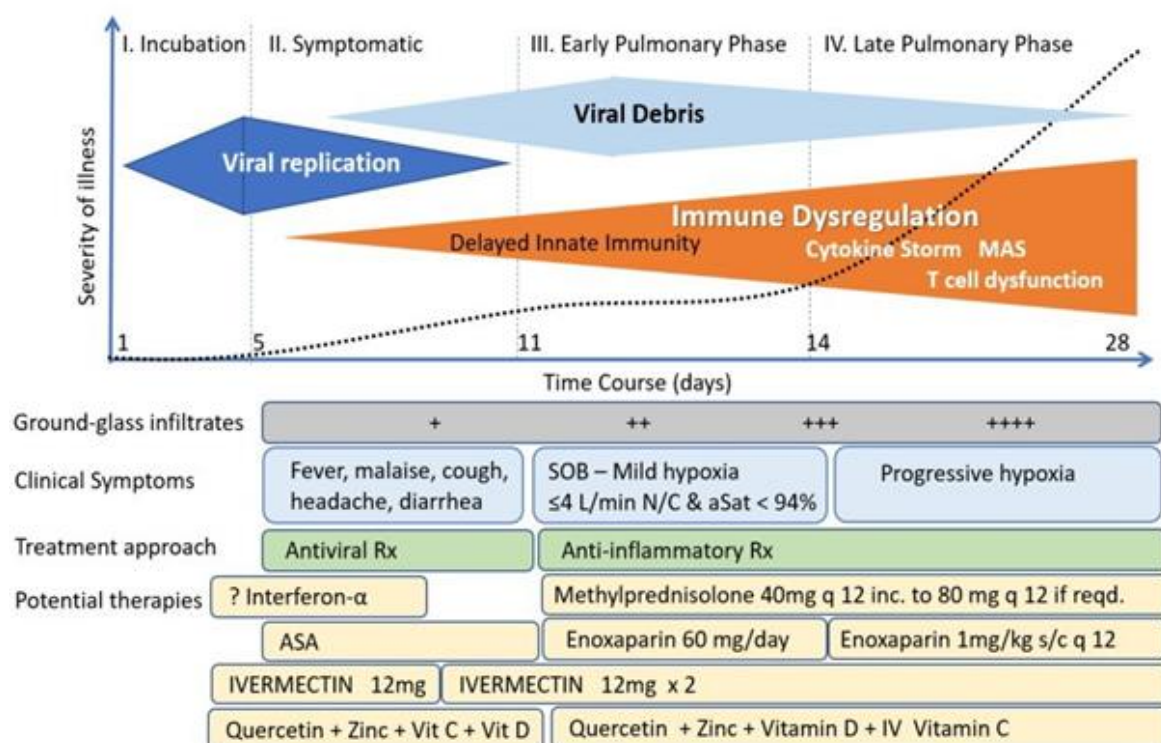 I. Incubation
II. Symptomatic
III. Early Pulmonary Phase
IV. Late Pulmonary Phase
Severity of illness
Viral Debris
Viral replication
Immune Dysregulation
Delayed Innate Immunity
Cytokine Storm MAS
T cell dysfunction
1 5 11 14 28
Time Course (days)
Ground-glass infiltrates + ++ +++ ++++
Clinical Symptoms
Fever, malaise, cough,
headache, diarrhea
SOB – Mild hypoxia
≤4 L/min N/C & aSat < 94%
Progressive hypoxia
Treatment approach
Antiviral Rx
Anti-inflammatory Rx
Potential therapies
? Interferon-α
Methylprednisolone 40mg q 12 inc. to 80 mg q 12 if reqd.
ASA
Enoxaparin 60 mg/day
Enoxaparin 1mg/kg s/c q 12
IVERMECTIN 12mg
IVERMECTIN 12mg x 2
Quercetin + Zinc + Vit C + Vit D
Quercetin + Zinc + Vitamin D + IV Vitamin C